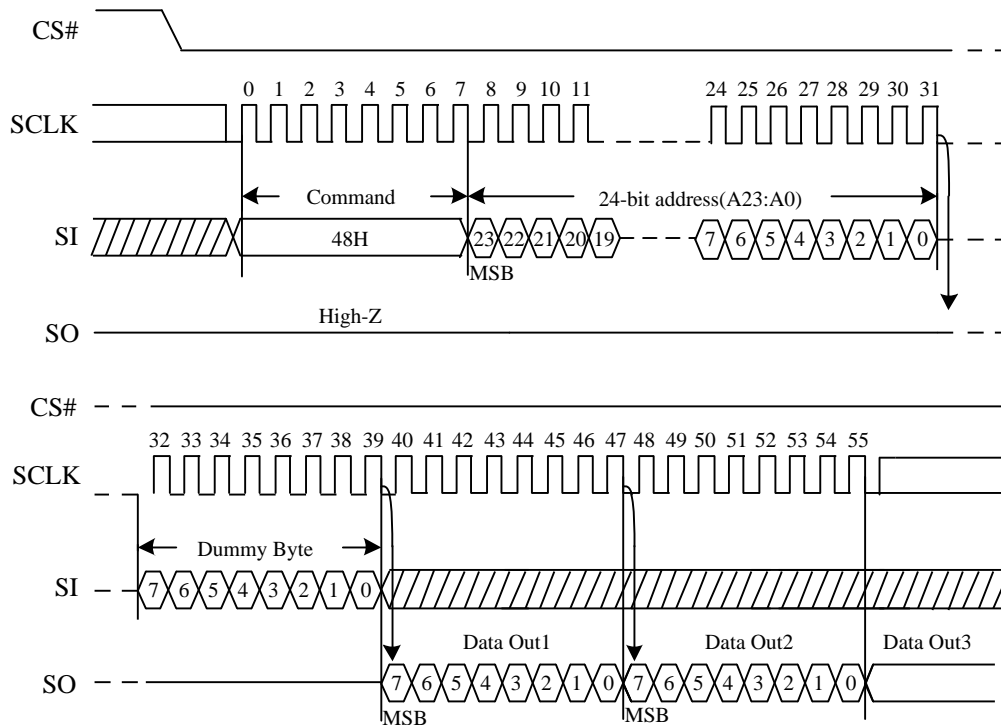 CS#
0 1 2 3 4 5 6 7 8 9 10 11 24 25 26 27 28 29 30 31
SCLK
Command 24-bit address(A23:A0)
SI 48H 23 22 21 20 19 7 6 5 4 3 2 1 0
MSB
High-Z
SO
CS#
32 33 34 35 36 37 38 39 40 41 42 43 44 45 46 47 48 49 50 51 52 53 54 55
SCLK
Dummy Byte
SI 7 6 5 4 3 2 1 0
Data Out1 Data Out2 Data Out3
SO 7 6 5 4 3 2 1 0 7 6 5 4 3 2 1 0
MSB MSB